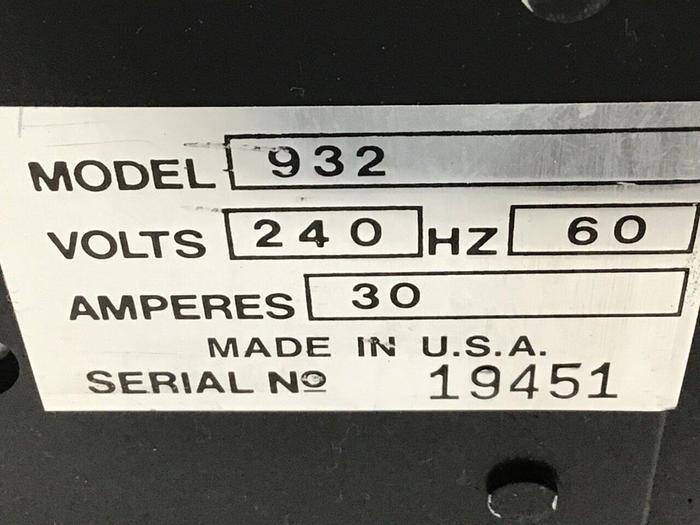 MODEL 932
VOLTS 240 HZ 60
AMPERES 30
MADE IN U.S.A.
SERIAL Nº 19451